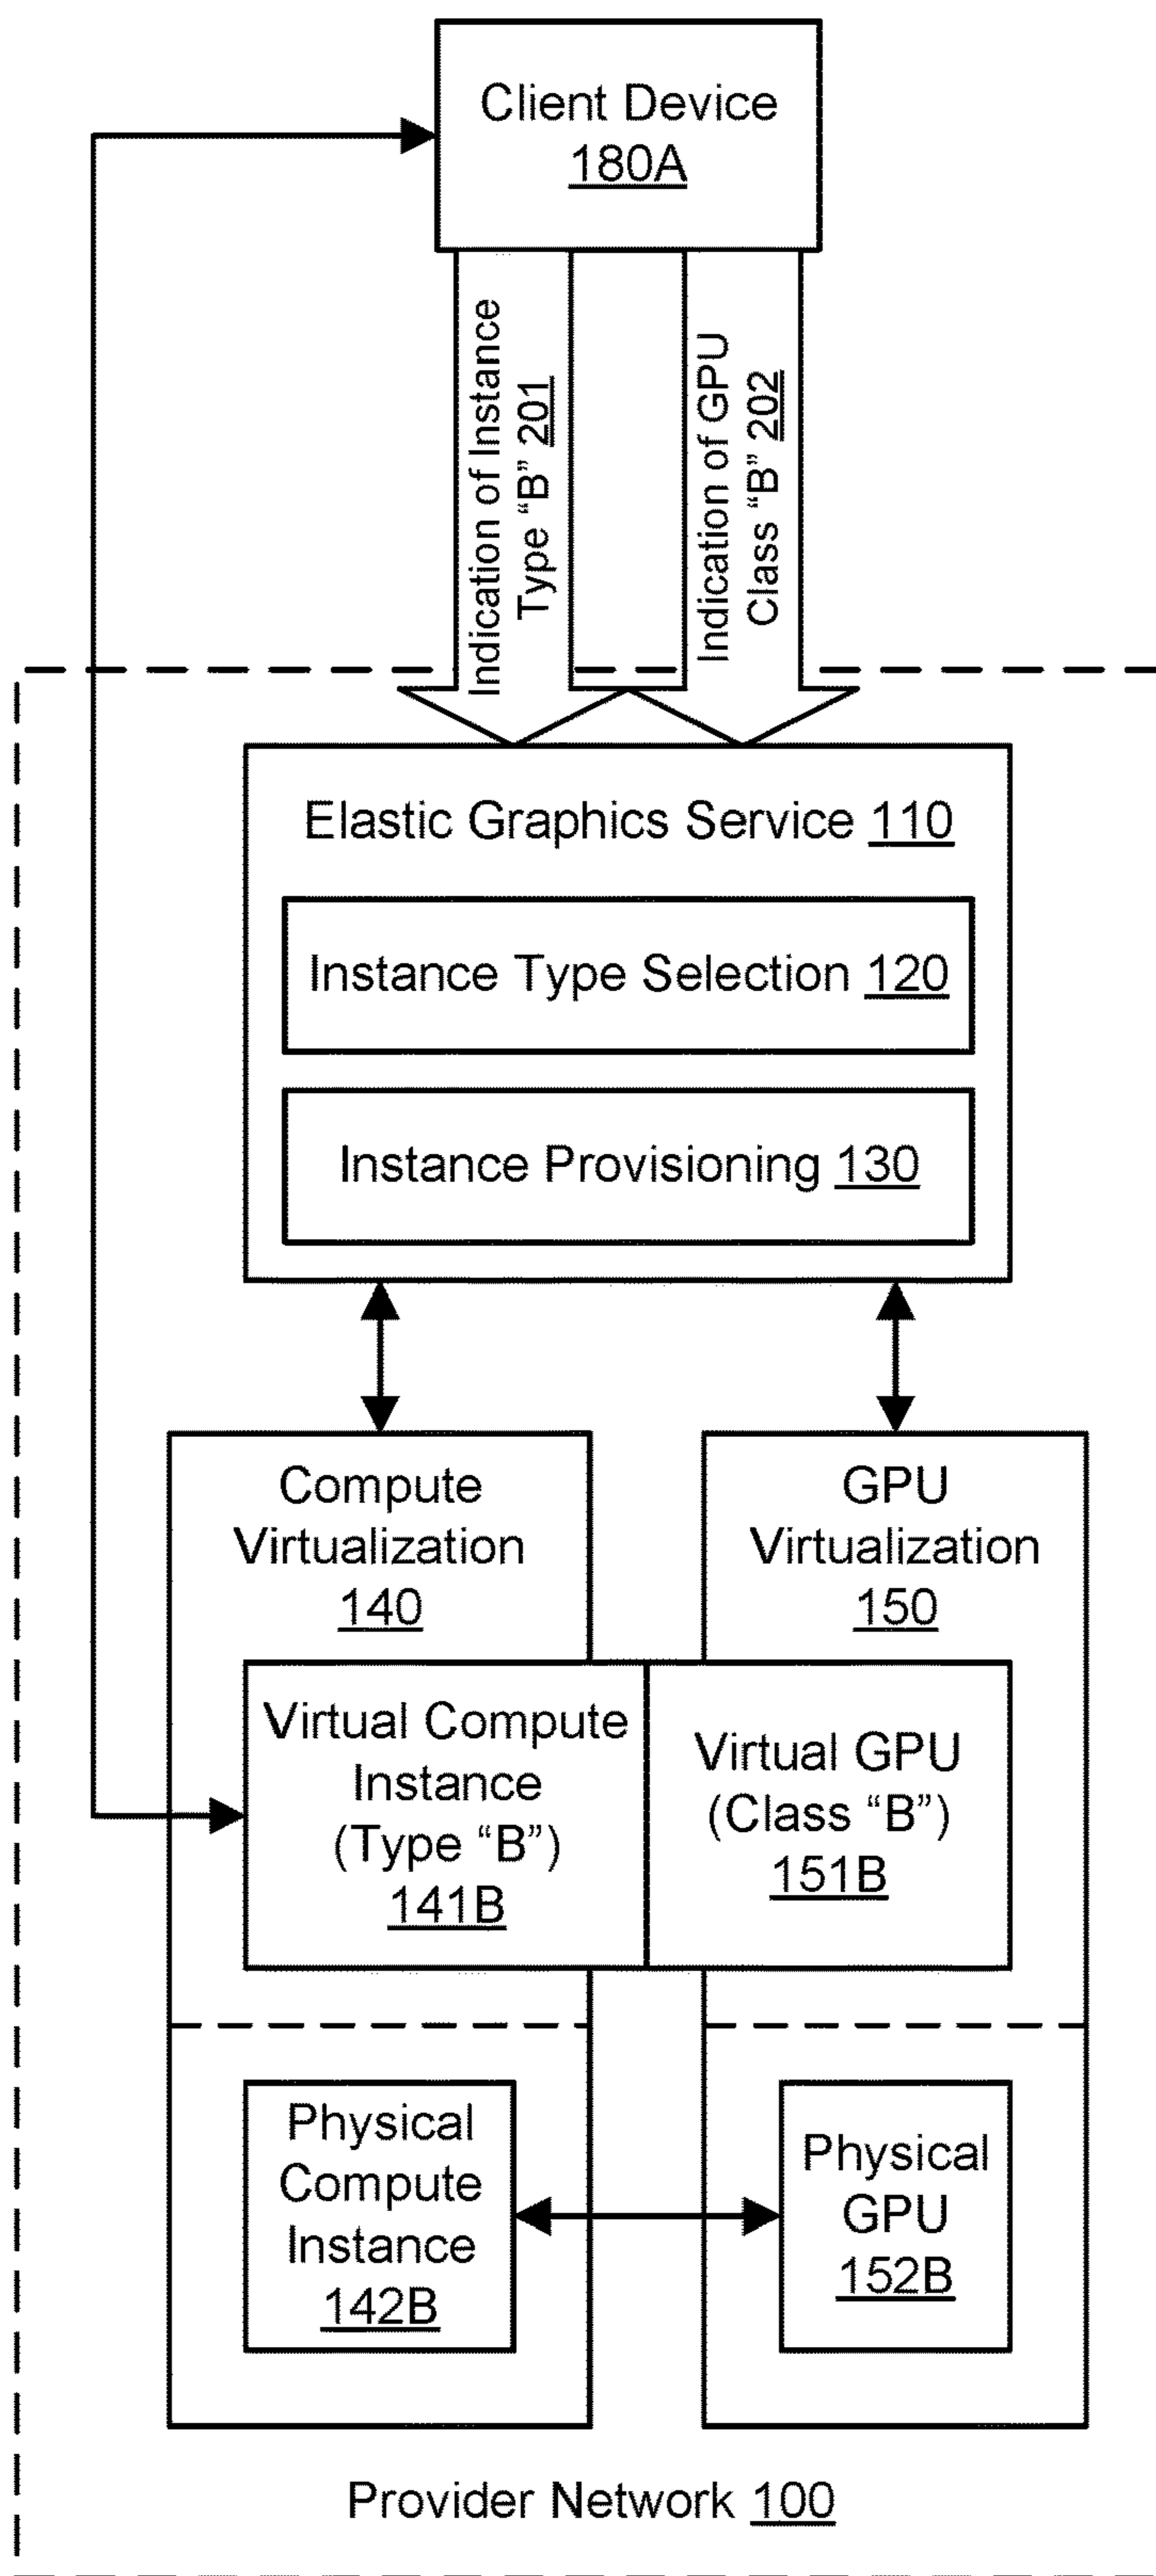 Client Device
180A
Indication of Instance
Type “B” 201
Indication of GPU
Class “B” 202
Elastic Graphics Service 110
Instance Type Selection 120
Instance Provisioning 130
Compute
Virtualization
140
GPU
Virtualization
150
Virtual Compute
Instance
(Type “B”)
141B
Virtual GPU
(Class “B”)
151B
Physical
Compute
Instance
142B
Physical
GPU
152B
Provider Network 100